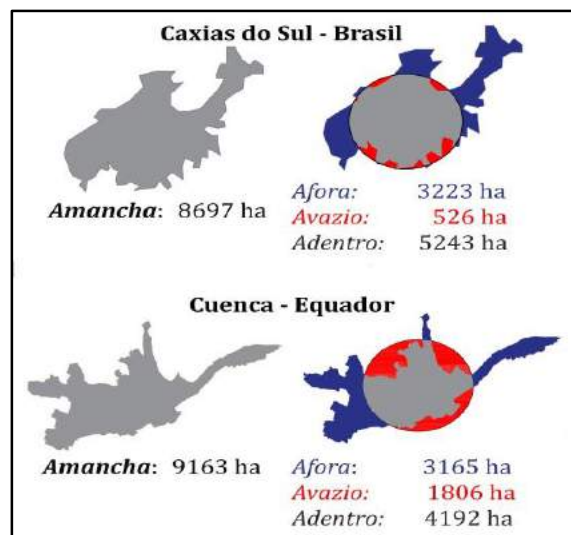 Caxias do Sul - Brasil
Amancha: 8697 ha
Afora: 3223 ha
Avazio: 526 ha
Adentro: 5243 ha
Cuenca - Equador
Amancha: 9163 ha
Afora: 3165 ha
Avazio: 1806 ha
Adentro: 4192 ha